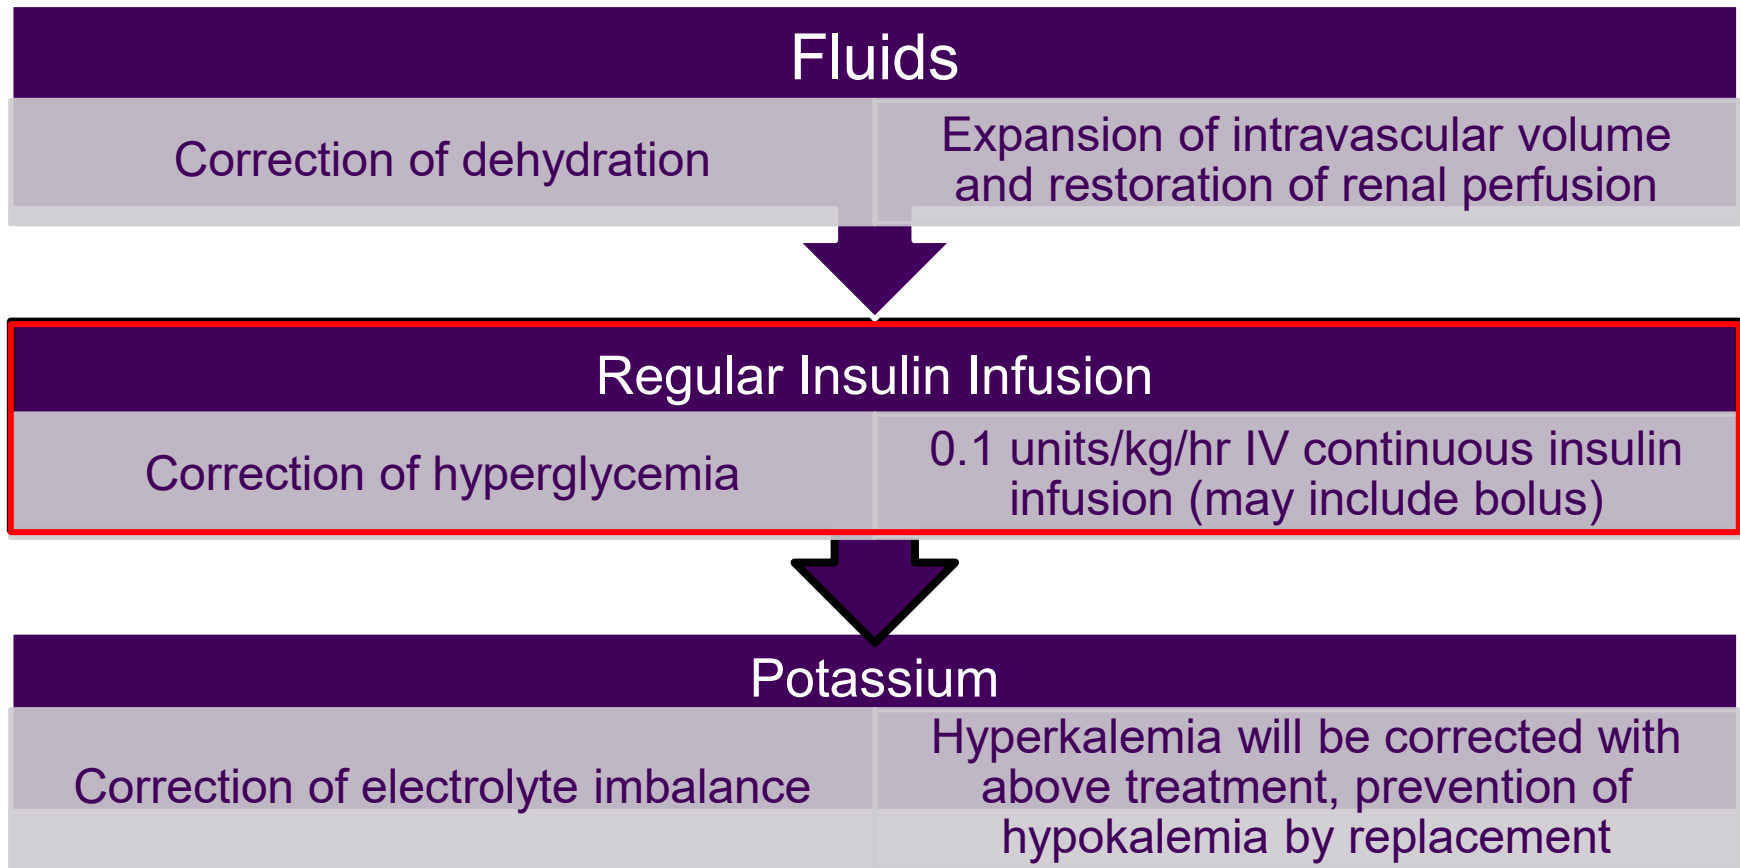 Fluids
Correction of dehydration
Expansion of intravascular volume
and restoration of renal perfusion
Regular Insulin Infusion
Correction of hyperglycemia
0.1 units/kg/hr IV continuous insulin
infusion (may include bolus)
Potassium
Correction of electrolyte imbalance
Hyperkalemia will be corrected with
above treatment, prevention of
hypokalemia by replacement